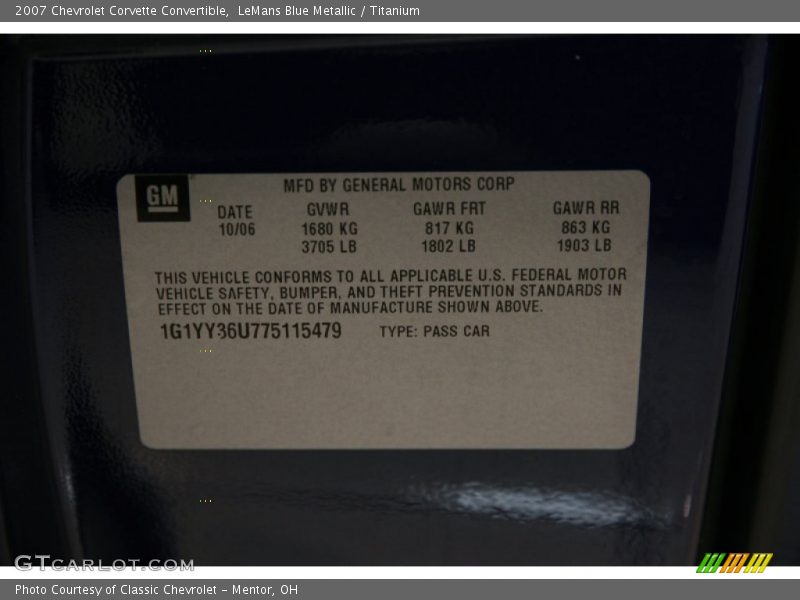 2007 Chevrolet Corvette Convertible, LeMans Blue Metallic / Titanium
GM
MFD BY GENERAL MOTORS CORP
DATE GVWR GAWR FRT GAWR RR
10/06 1680 KG 817 KG 863 KG
3705 LB 1802 LB 1903 LB
THIS VEHICLE CONFORMS TO ALL APPLICABLE U.S. FEDERAL MOTOR
VEHICLE SAFETY, BUMPER, AND THEFT PREVENTION STANDARDS IN
EFFECT ON THE DATE OF MANUFACTURE SHOWN ABOVE.
1G1YY36U775115479 TYPE: PASS CAR
GTCARLOT.COM
Photo Courtesy of Classic Chevrolet - Mentor, OH